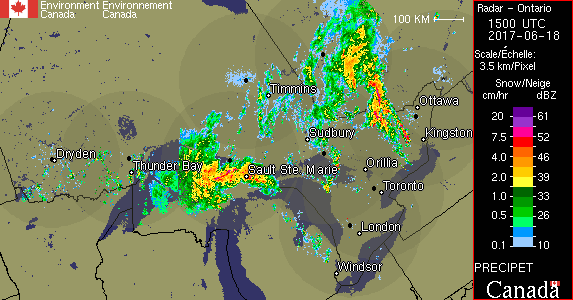 Environment Environnement
Canada Canada
100 KM
Radar - Ontario
1500 UTC
2017-06-18
Scale/Échelle:
3.5 km/Pixel
Snow/Neige
cm/hr dBZ
20 61
7.5 52
4.0 46
2.0 39
1.0 33
0.5 26
0.1 10
PRECIPET
Canada
Timmins
Ottawa
Sudbury
Kingston
Dryden
Thunder Bay
Sault Ste. Marie
Orillia
Toronto
London
Windsor